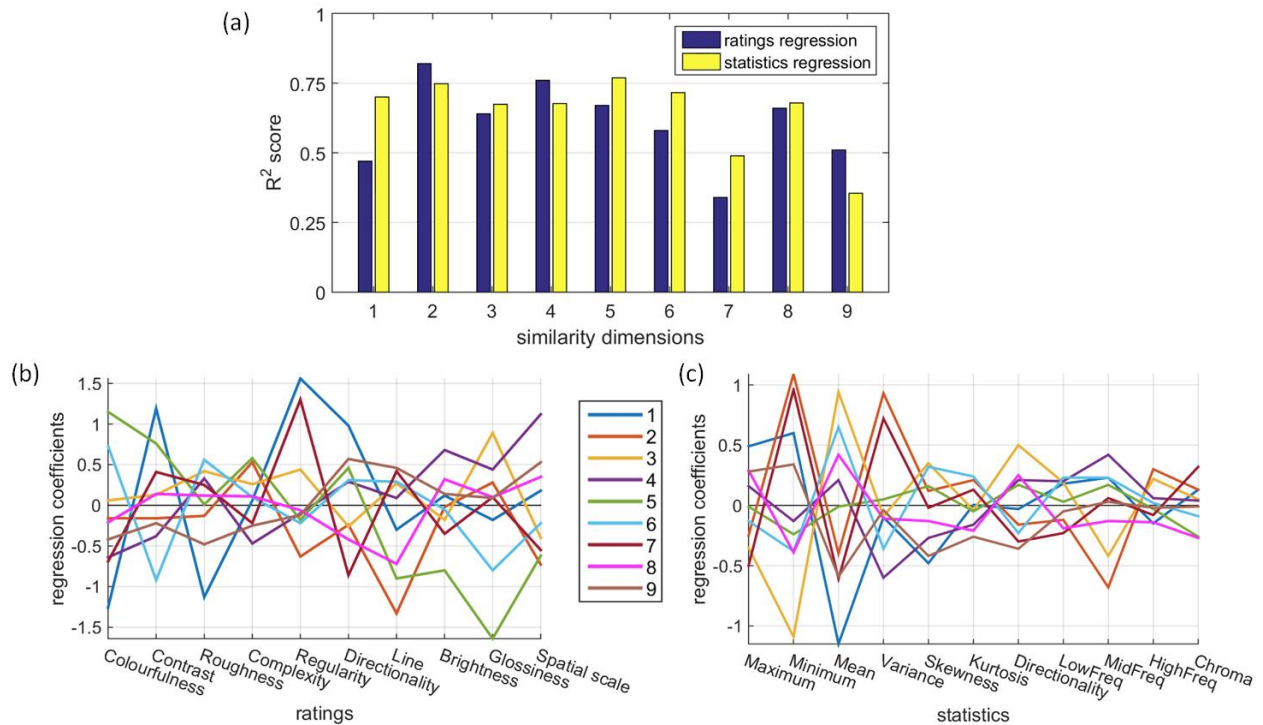 (a)
1
0.75
0.5
0.25
0
R2 score
ratings regression
statistics regression
1 2 3 4 5 6 7 8 9
similarity dimensions
(b)
1.5
1
0.5
0
-0.5
-1
-1.5
regression coefficients
Colourfulness
Contrast
Roughness
Complexity
Regularity
Directionality
Line
Brightness
Glossiness
Spatial scale
ratings
1
2
3
4
5
6
7
8
9
(c)
1
0.5
0
-0.5
-1
regression coefficients
Maximum
Minimum
Mean
Variance
Skewness
Kurtosis
Directionality
LowFreq
MidFreq
HighFreq
Chroma
statistics